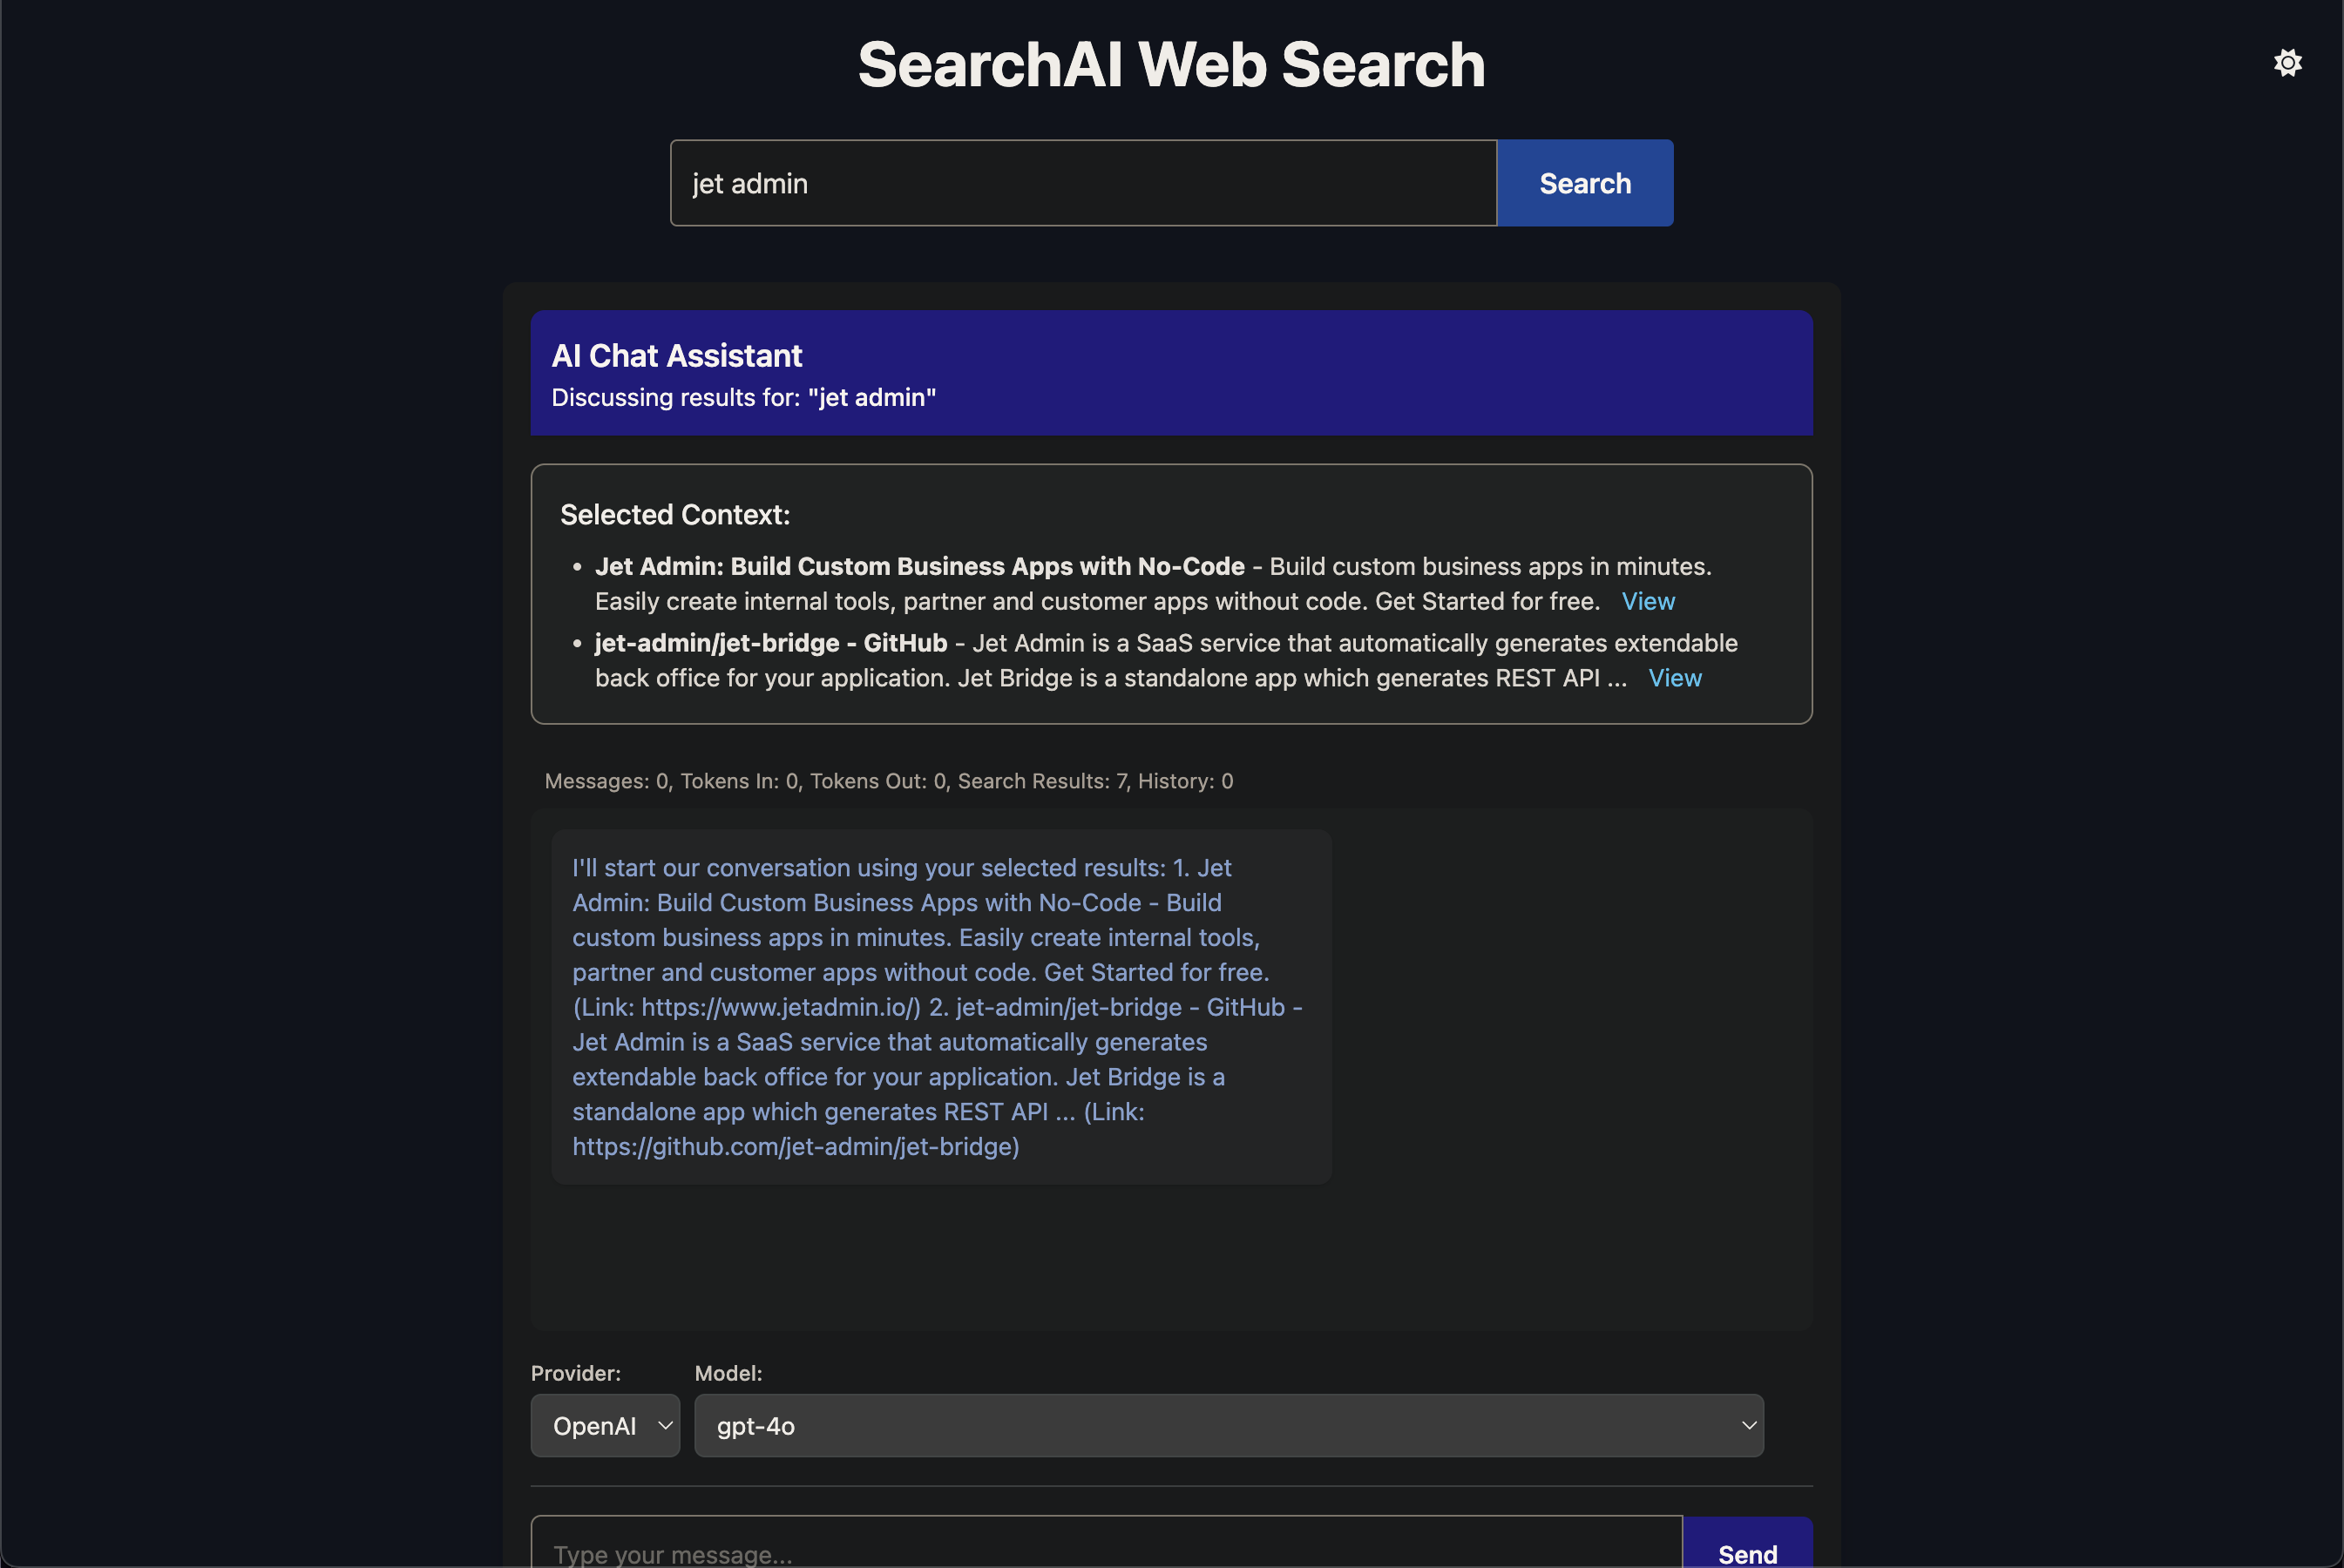 SearchAI Web Search
jet admin
Search
AI Chat Assistant
Discussing results for: "jet admin"
Selected Context:
• Jet Admin: Build Custom Business Apps with No-Code - Build custom business apps in minutes.
Easily create internal tools, partner and customer apps without code. Get Started for free. View
• jet-admin/jet-bridge - GitHub - Jet Admin is a SaaS service that automatically generates extendable
back office for your application. Jet Bridge is a standalone app which generates REST API ... View
Messages: 0, Tokens In: 0, Tokens Out: 0, Search Results: 7, History: 0
I'll start our conversation using your selected results: 1. Jet
Admin: Build Custom Business Apps with No-Code - Build
custom business apps in minutes. Easily create internal tools,
partner and customer apps without code. Get Started for free.
(Link: https://www.jetadmin.io/) 2. jet-admin/jet-bridge - GitHub -
Jet Admin is a SaaS service that automatically generates
extendable back office for your application. Jet Bridge is a
standalone app which generates REST API ... (Link:
https://github.com/jet-admin/jet-bridge)
Provider:
Model:
OpenAI
gpt-4o
Type your message...
Send